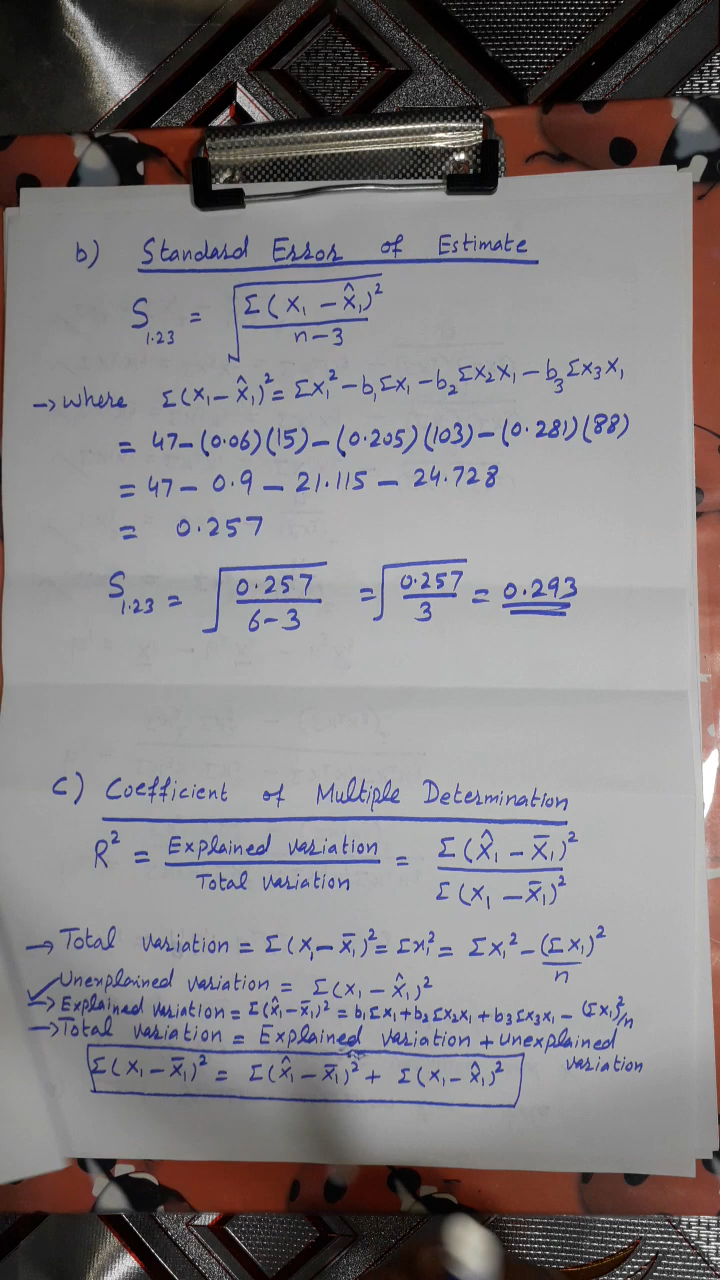 b) Standard Error of Estimate
S₁.₂₃ = √(Σ(X₁ - X̂₁)² / n-3)
→ where Σ(X₁ - X̂₁)² = ΣX₁² - b₁ΣX₁ - b₂ΣX₂X₁ - b₃ΣX₃X₁
= 47-(0.06)(15)-(0.205)(103)-(0.281)(88)
= 47 - 0.9 - 21.115 - 24.728
= 0.257
S₁.₂₃ = √(0.257 / 6-3) = √(0.257 / 3) = 0.293
c) Coefficient of Multiple Determination
R² = Explained variation / Total variation = Σ(X̂₁ - X̄₁)² / Σ(X₁ - X̄₁)²
→ Total variation = Σ(X₁ - X̄₁)² = Σx₁² = ΣX₁² - (ΣX₁)² / n
Unexplained variation = Σ(X₁ - X̂₁)²
→ Explained variation = Σ(X̂₁ - X̄₁)² = b₁ΣX₁ + b₂ΣX₂X₁ + b₃ΣX₃X₁ - (ΣX₁)²/n
→ Total variation = Explained variation + unexplained
variation
Σ(X₁ - X̄₁)² = Σ(X̂₁ - X̄₁)² + Σ(X₁ - X̂₁)²